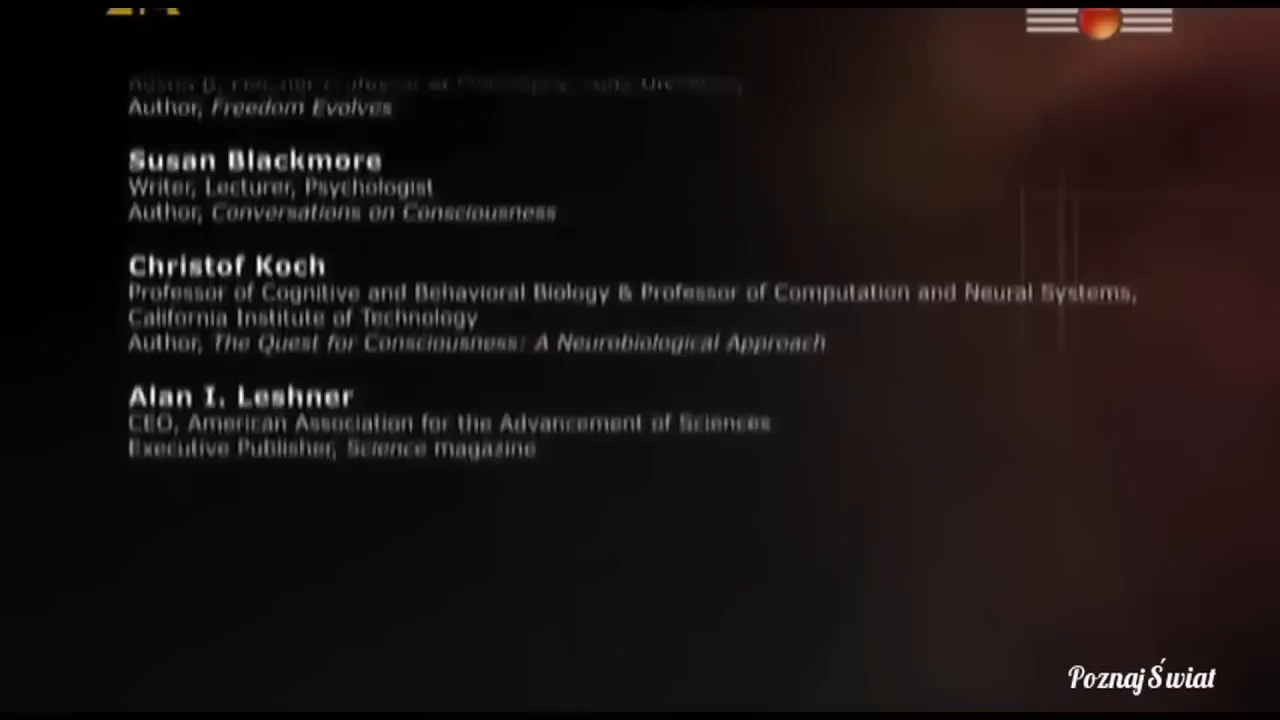 Author, Freedom Evolves
Susan Blackmore
Writer, Lecturer, Psychologist
Author, Conversations on Consciousness
Christof Koch
Professor of Cognitive and Behavioral Biology & Professor of Computation and Neural Systems,
California Institute of Technology
Author, The Quest for Consciousness: A Neurobiological Approach
Alan I. Leshner
CEO, American Association for the Advancement of Sciences
Executive Publisher, Science magazine
Poznaj Świat